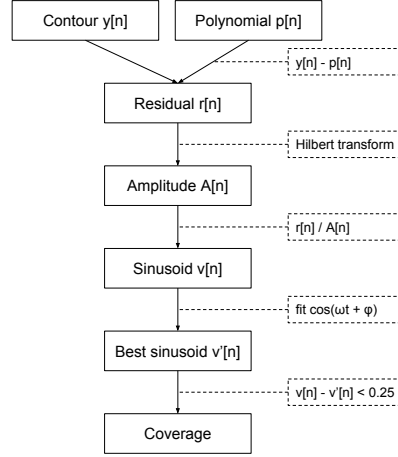 Contour y[n]
Polynomial p[n]
y[n] - p[n]
Residual r[n]
Hilbert transform
Amplitude A[n]
r[n] / A[n]
Sinusoid v[n]
fit cos(ωt + φ)
Best sinusoid v'[n]
v[n] - v'[n] < 0.25
Coverage